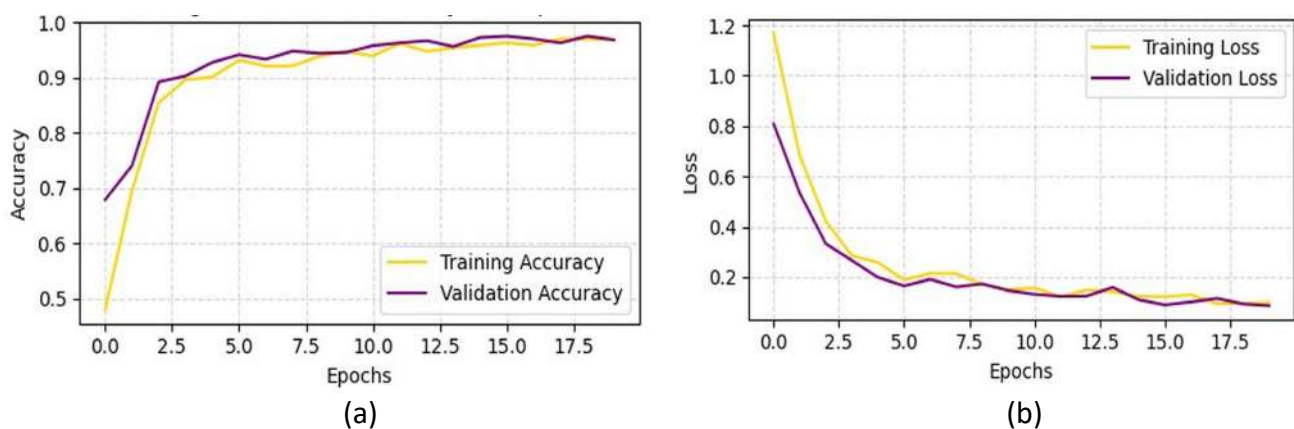 1.0
0.9
0.8
0.7
0.6
0.5
Accuracy
Training Accuracy
Validation Accuracy
0.0 2.5 5.0 7.5 10.0 12.5 15.0 17.5
Epochs
(a)
1.2
1.0
0.8
0.6
0.4
0.2
Loss
Training Loss
Validation Loss
0.0 2.5 5.0 7.5 10.0 12.5 15.0 17.5
Epochs
(b)